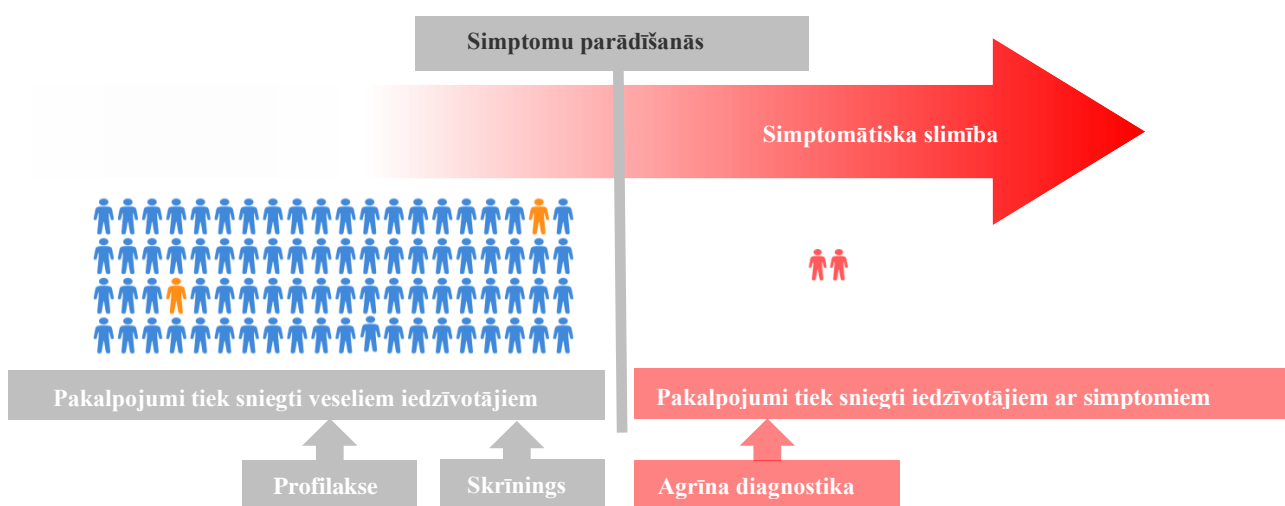 Simptomu parādīšanās
Simptomātiska slimība
Pakalpojumi tiek sniegti veseliem iedzīvotājiem
Pakalpojumi tiek sniegti iedzīvotājiem ar simptomiem
Profilakse
Skrīnings
Agrīna diagnostika